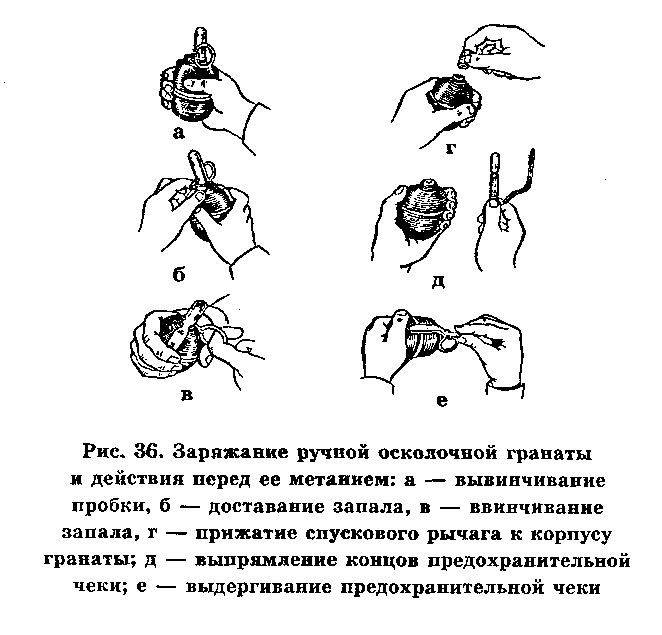 а
г
б
д
в
е
Рис. 36. Заряжание ручной осколочной гранаты
и действия перед ее метанием: а — вывинчивание
пробки, б — доставание запала, в — ввинчивание
запала, г — прижатие спускового рычага к корпусу
гранаты; д — выпрямление концов предохранительной
чеки; е — выдергивание предохранительной чеки